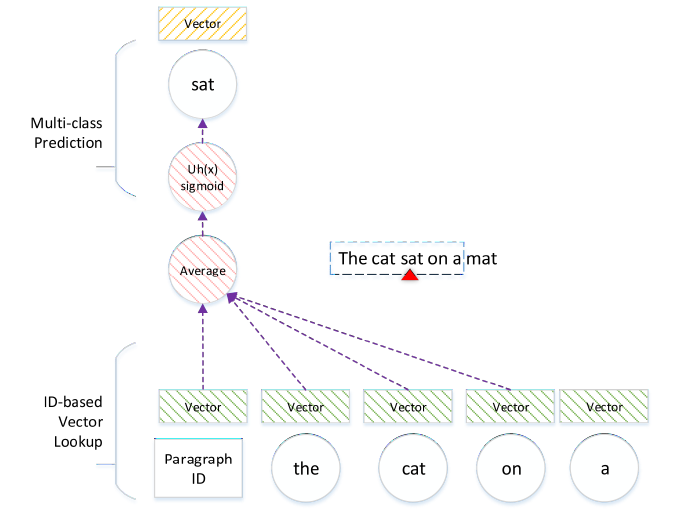 Vector
sat
Multi-class
Prediction
Uh(x)
sigmoid
Average
The cat sat on a mat
ID-based
Vector
Lookup
Vector
Vector
Vector
Vector
Vector
Paragraph
ID
the
cat
on
a